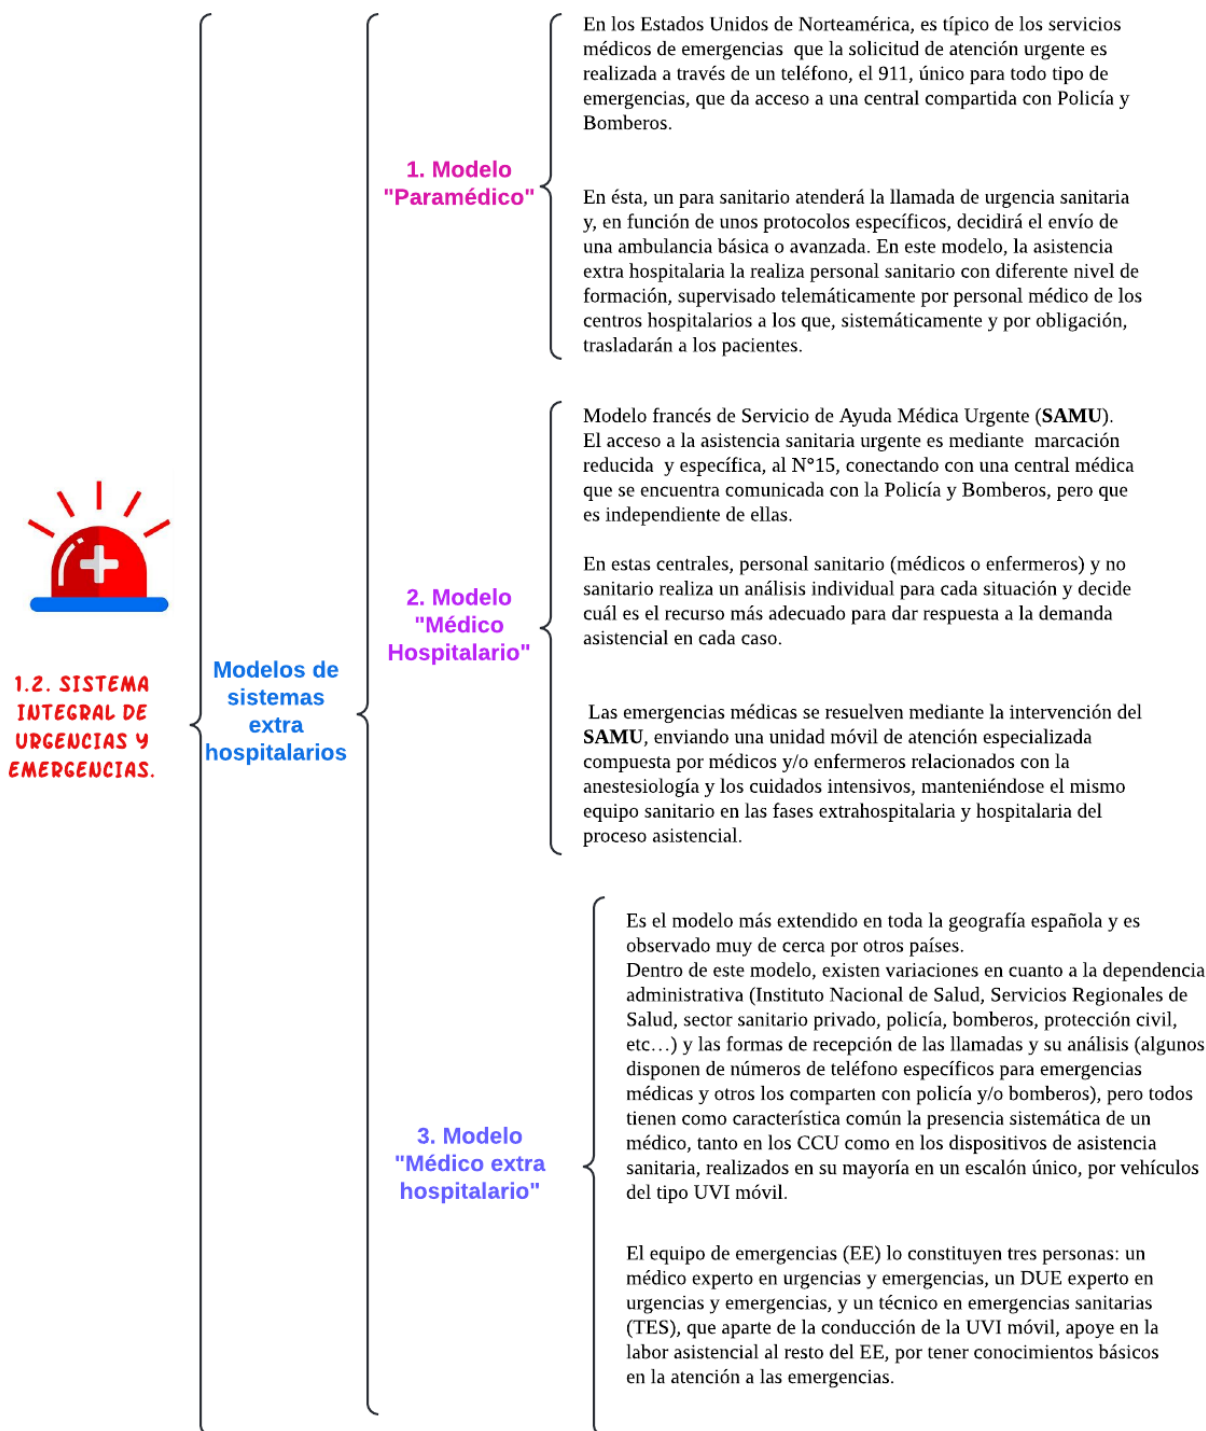 1.2. SISTEMA
INTEGRAL DE
URGENCIAS Y
EMERGENCIAS.
Modelos de
sistemas
extra
hospitalarios
1. Modelo
"Paramédico"
En los Estados Unidos de Norteamérica, es típico de los servicios
médicos de emergencias que la solicitud de atención urgente es
realizada a través de un teléfono, el 911, único para todo tipo de
emergencias, que da acceso a una central compartida con Policía y
Bomberos.
En ésta, un para sanitario atenderá la llamada de urgencia sanitaria
y, en función de unos protocolos específicos, decidirá el envío de
una ambulancia básica o avanzada. En este modelo, la asistencia
extra hospitalaria la realiza personal sanitario con diferente nivel de
formación, supervisado telemáticamente por personal médico de los
centros hospitalarios a los que, sistemáticamente y por obligación,
trasladarán a los pacientes.
2. Modelo
"Médico
Hospitalario"
Modelo francés de Servicio de Ayuda Médica Urgente (SAMU).
El acceso a la asistencia sanitaria urgente es mediante marcación
reducida y específica, al N°15, conectando con una central médica
que se encuentra comunicada con la Policía y Bomberos, pero que
es independiente de ellas.
En estas centrales, personal sanitario (médicos o enfermeros) y no
sanitario realiza un análisis individual para cada situación y decide
cuál es el recurso más adecuado para dar respuesta a la demanda
asistencial en cada caso.
Las emergencias médicas se resuelven mediante la intervención del
SAMU, enviando una unidad móvil de atención especializada
compuesta por médicos y/o enfermeros relacionados con la
anestesiología y los cuidados intensivos, manteniéndose el mismo
equipo sanitario en las fases extrahospitalaria y hospitalaria del
proceso asistencial.
3. Modelo
"Médico extra
hospitalario"
Es el modelo más extendido en toda la geografía española y es
observado muy de cerca por otros países.
Dentro de este modelo, existen variaciones en cuanto a la dependencia
administrativa (Instituto Nacional de Salud, Servicios Regionales de
Salud, sector sanitario privado, policía, bomberos, protección civil,
etc…) y las formas de recepción de las llamadas y su análisis (algunos
disponen de números de teléfono específicos para emergencias
médicas y otros los comparten con policía y/o bomberos), pero todos
tienen como característica común la presencia sistemática de un
médico, tanto en los CCU como en los dispositivos de asistencia
sanitaria, realizados en su mayoría en un escalón único, por vehículos
del tipo UVI móvil.
El equipo de emergencias (EE) lo constituyen tres personas: un
médico experto en urgencias y emergencias, un DUE experto en
urgencias y emergencias, y un técnico en emergencias sanitarias
(TES), que aparte de la conducción de la UVI móvil, apoye en la
labor asistencial al resto del EE, por tener conocimientos básicos
en la atención a las emergencias.